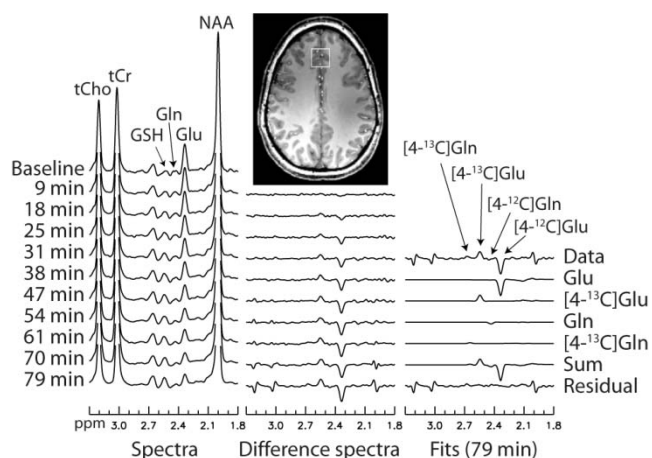 NAA
tCho
tCr
Gln
GSH
Glu
Baseline
9 min
18 min
25 min
31 min
38 min
47 min
54 min
61 min
70 min
79 min
[4-¹³C]Gln
[4-¹³C]Glu
[4-¹²C]Gln
[4-¹²C]Glu
Data
Glu
[4-¹³C]Glu
Gln
[4-¹³C]Gln
Sum
Residual
ppm 3.0 2.7 2.4 2.1 1.8
3.0 2.7 2.4 2.1 1.8
3.0 2.7 2.4 2.1 1.8
Spectra
Difference spectra
Fits (79 min)